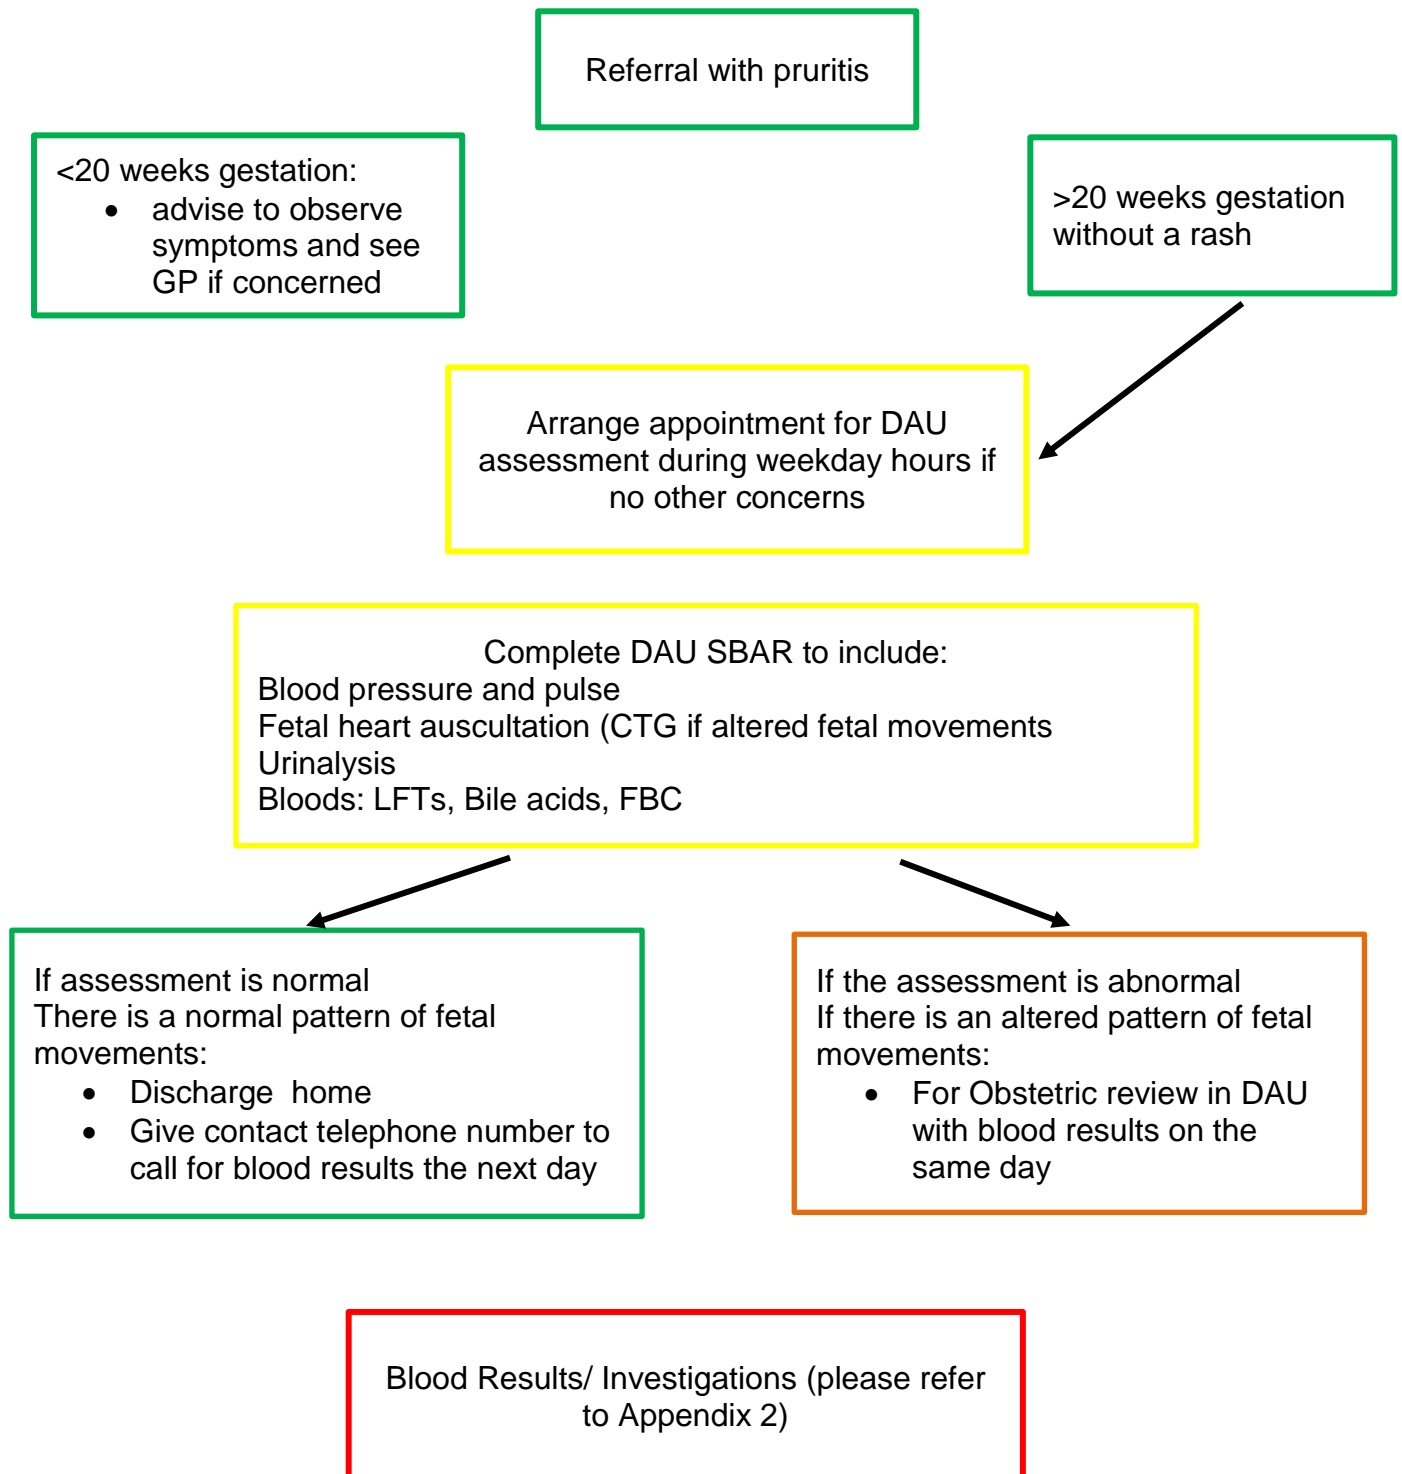 Referral with pruritis
<20 weeks gestation:
• advise to observe
symptoms and see
GP if concerned
>20 weeks gestation
without a rash
Arrange appointment for DAU
assessment during weekday hours if
no other concerns
Complete DAU SBAR to include:
Blood pressure and pulse
Fetal heart auscultation (CTG if altered fetal movements
Urinalysis
Bloods: LFTs, Bile acids, FBC
If assessment is normal
There is a normal pattern of fetal
movements:
• Discharge  home
• Give contact telephone number to
call for blood results the next day
If the assessment is abnormal
If there is an altered pattern of fetal
movements:
• For Obstetric review in DAU
with blood results on the
same day
Blood Results/ Investigations (please refer
to Appendix 2)